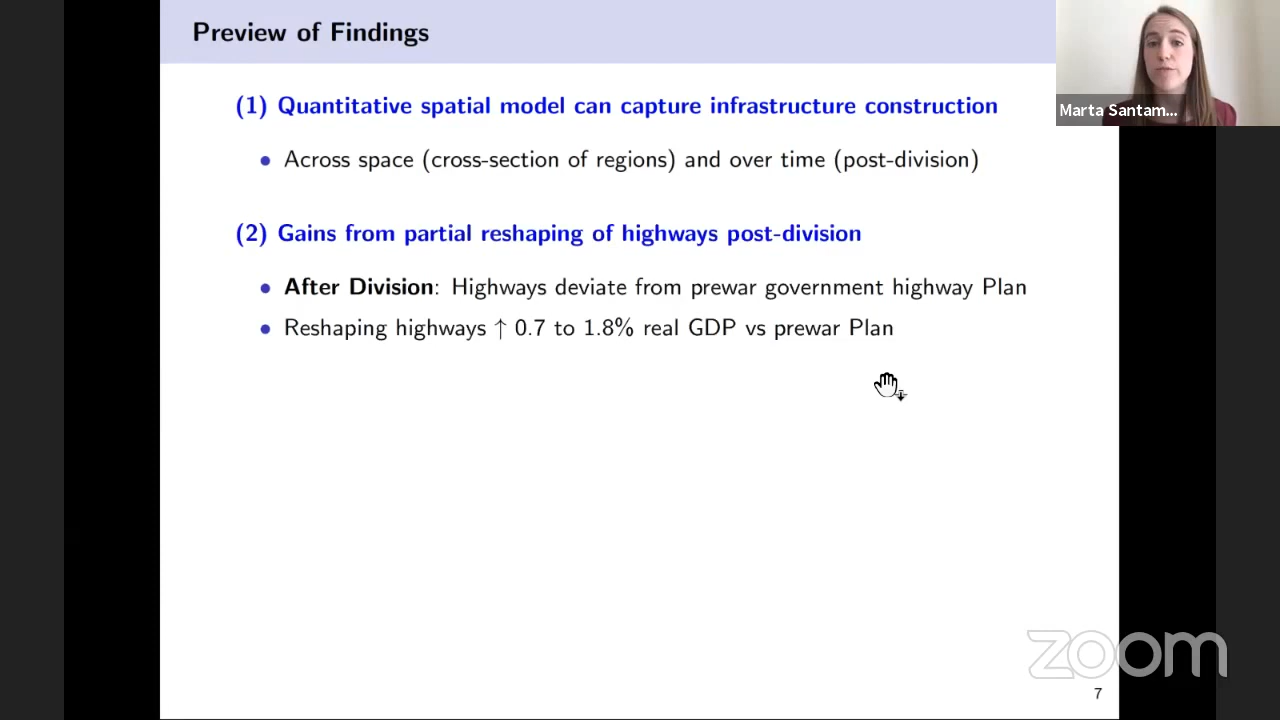 Preview of Findings
(1) Quantitative spatial model can capture infrastructure construction
• Across space (cross-section of regions) and over time (post-division)
(2) Gains from partial reshaping of highways post-division
• After Division: Highways deviate from prewar government highway Plan
• Reshaping highways ↑ 0.7 to 1.8% real GDP vs prewar Plan
Marta Santam...
zoom
7